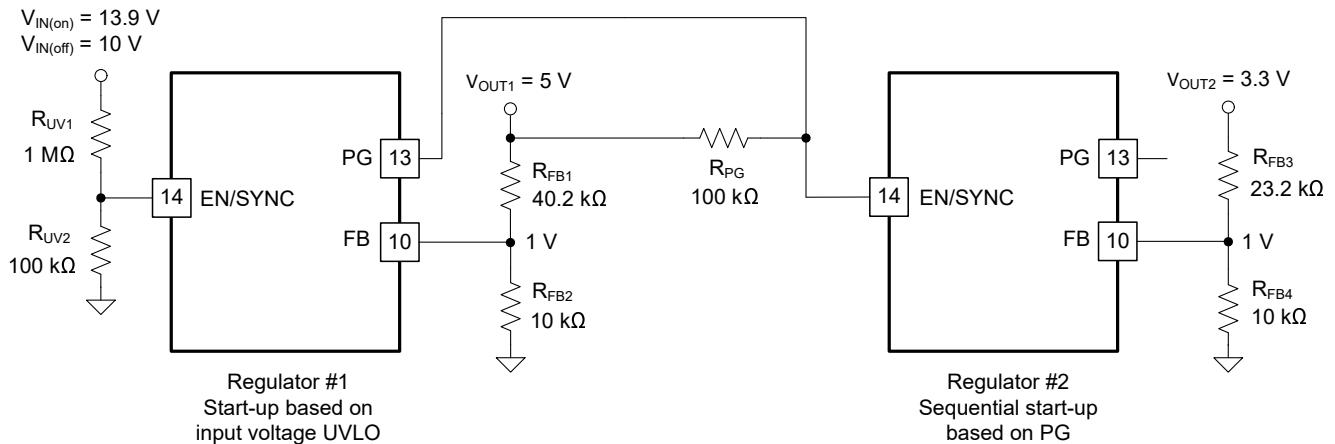 V_IN(on) = 13.9 V
V_IN(off) = 10 V
R_UV1
1 MΩ
R_UV2
100 kΩ
14
EN/SYNC
PG
13
FB
10
V_OUT1 = 5 V
R_FB1
40.2 kΩ
1 V
R_FB2
10 kΩ
R_PG
100 kΩ
14
EN/SYNC
PG
13
FB
10
V_OUT2 = 3.3 V
R_FB3
23.2 kΩ
1 V
R_FB4
10 kΩ
Regulator #1
Start-up based on
input voltage UVLO
Regulator #2
Sequential start-up
based on PG